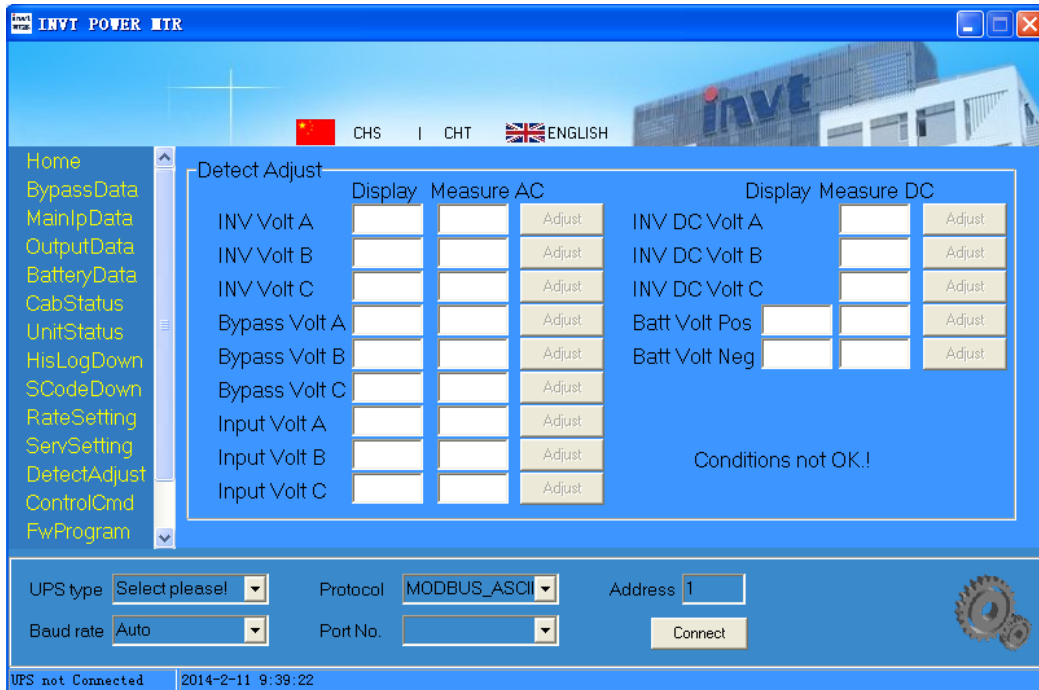 invt INVT POWER MTR
invt
CHS | CHT ENGLISH
Home
BypassData
MainIpData
OutputData
BatteryData
CabStatus
UnitStatus
HisLogDown
SCodeDown
RateSetting
ServSetting
DetectAdjust
ControlCmd
FwProgram
Detect Adjust
Display Measure AC
INV Volt A Adjust
INV Volt B Adjust
INV Volt C Adjust
Bypass Volt A Adjust
Bypass Volt B Adjust
Bypass Volt C Adjust
Input Volt A Adjust
Input Volt B Adjust
Input Volt C Adjust
Display Measure DC
INV DC Volt A Adjust
INV DC Volt B Adjust
INV DC Volt C Adjust
Batt Volt Pos Adjust
Batt Volt Neg Adjust
Conditions not OK.!
UPS type Select please! Protocol MODBUS_ASCII Address 1
Baud rate Auto Port No. Connect
UPS not Connected 2014-2-11 9:39:22